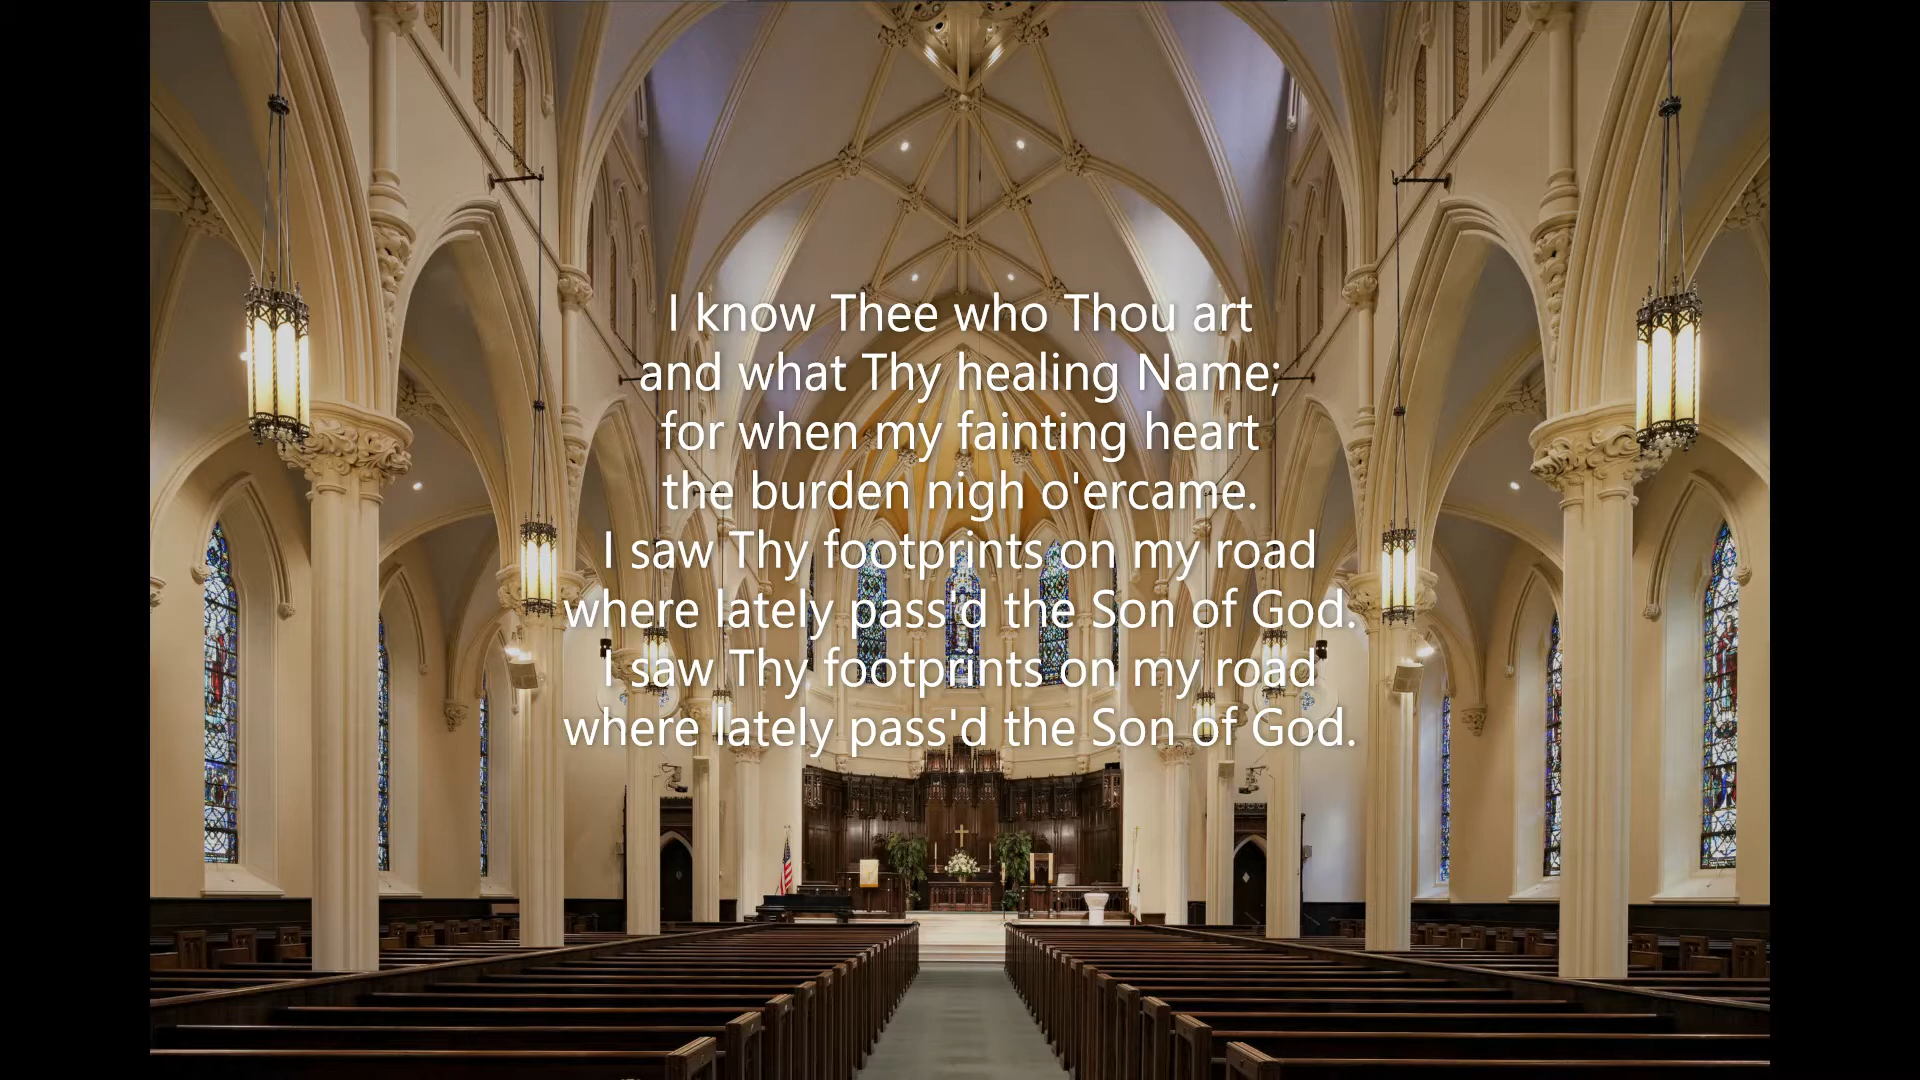 I know Thee who Thou art
and what Thy healing Name;
for when my fainting heart
the burden nigh o'ercame.
I saw Thy footprints on my road
where lately pass'd the Son of God.
I saw Thy footprints on my road
where lately pass'd the Son of God.